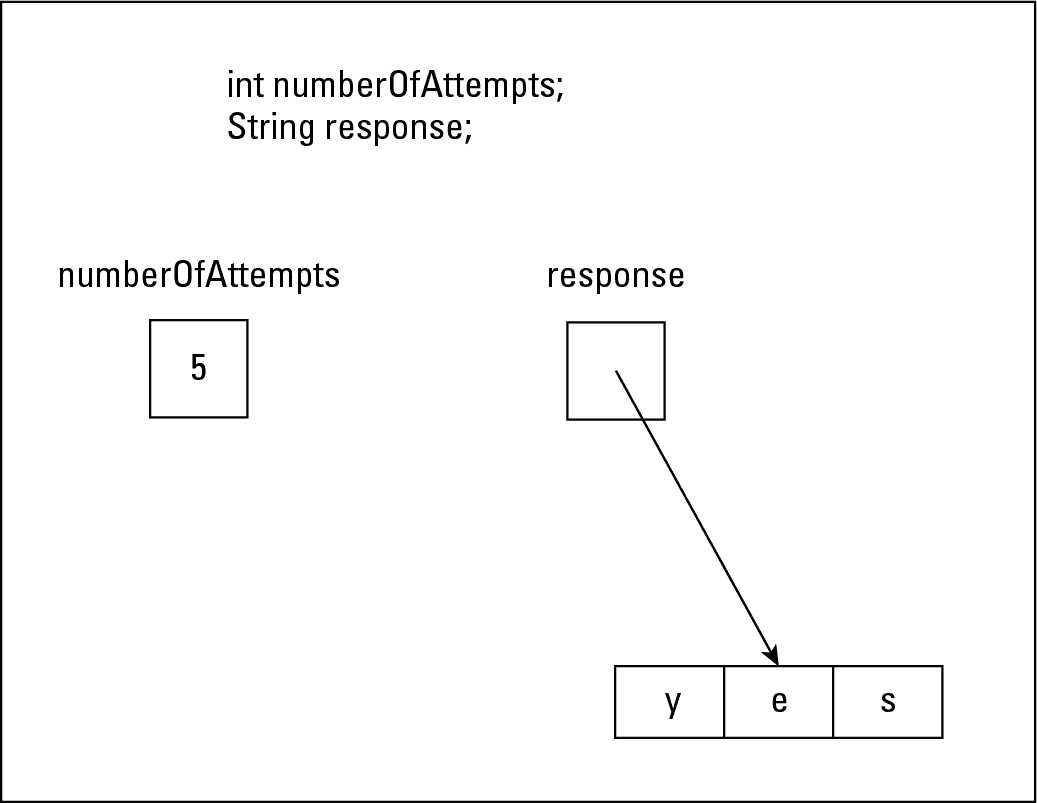 int numberOfAttempts;
String response;
numberOfAttempts response
5
y e s